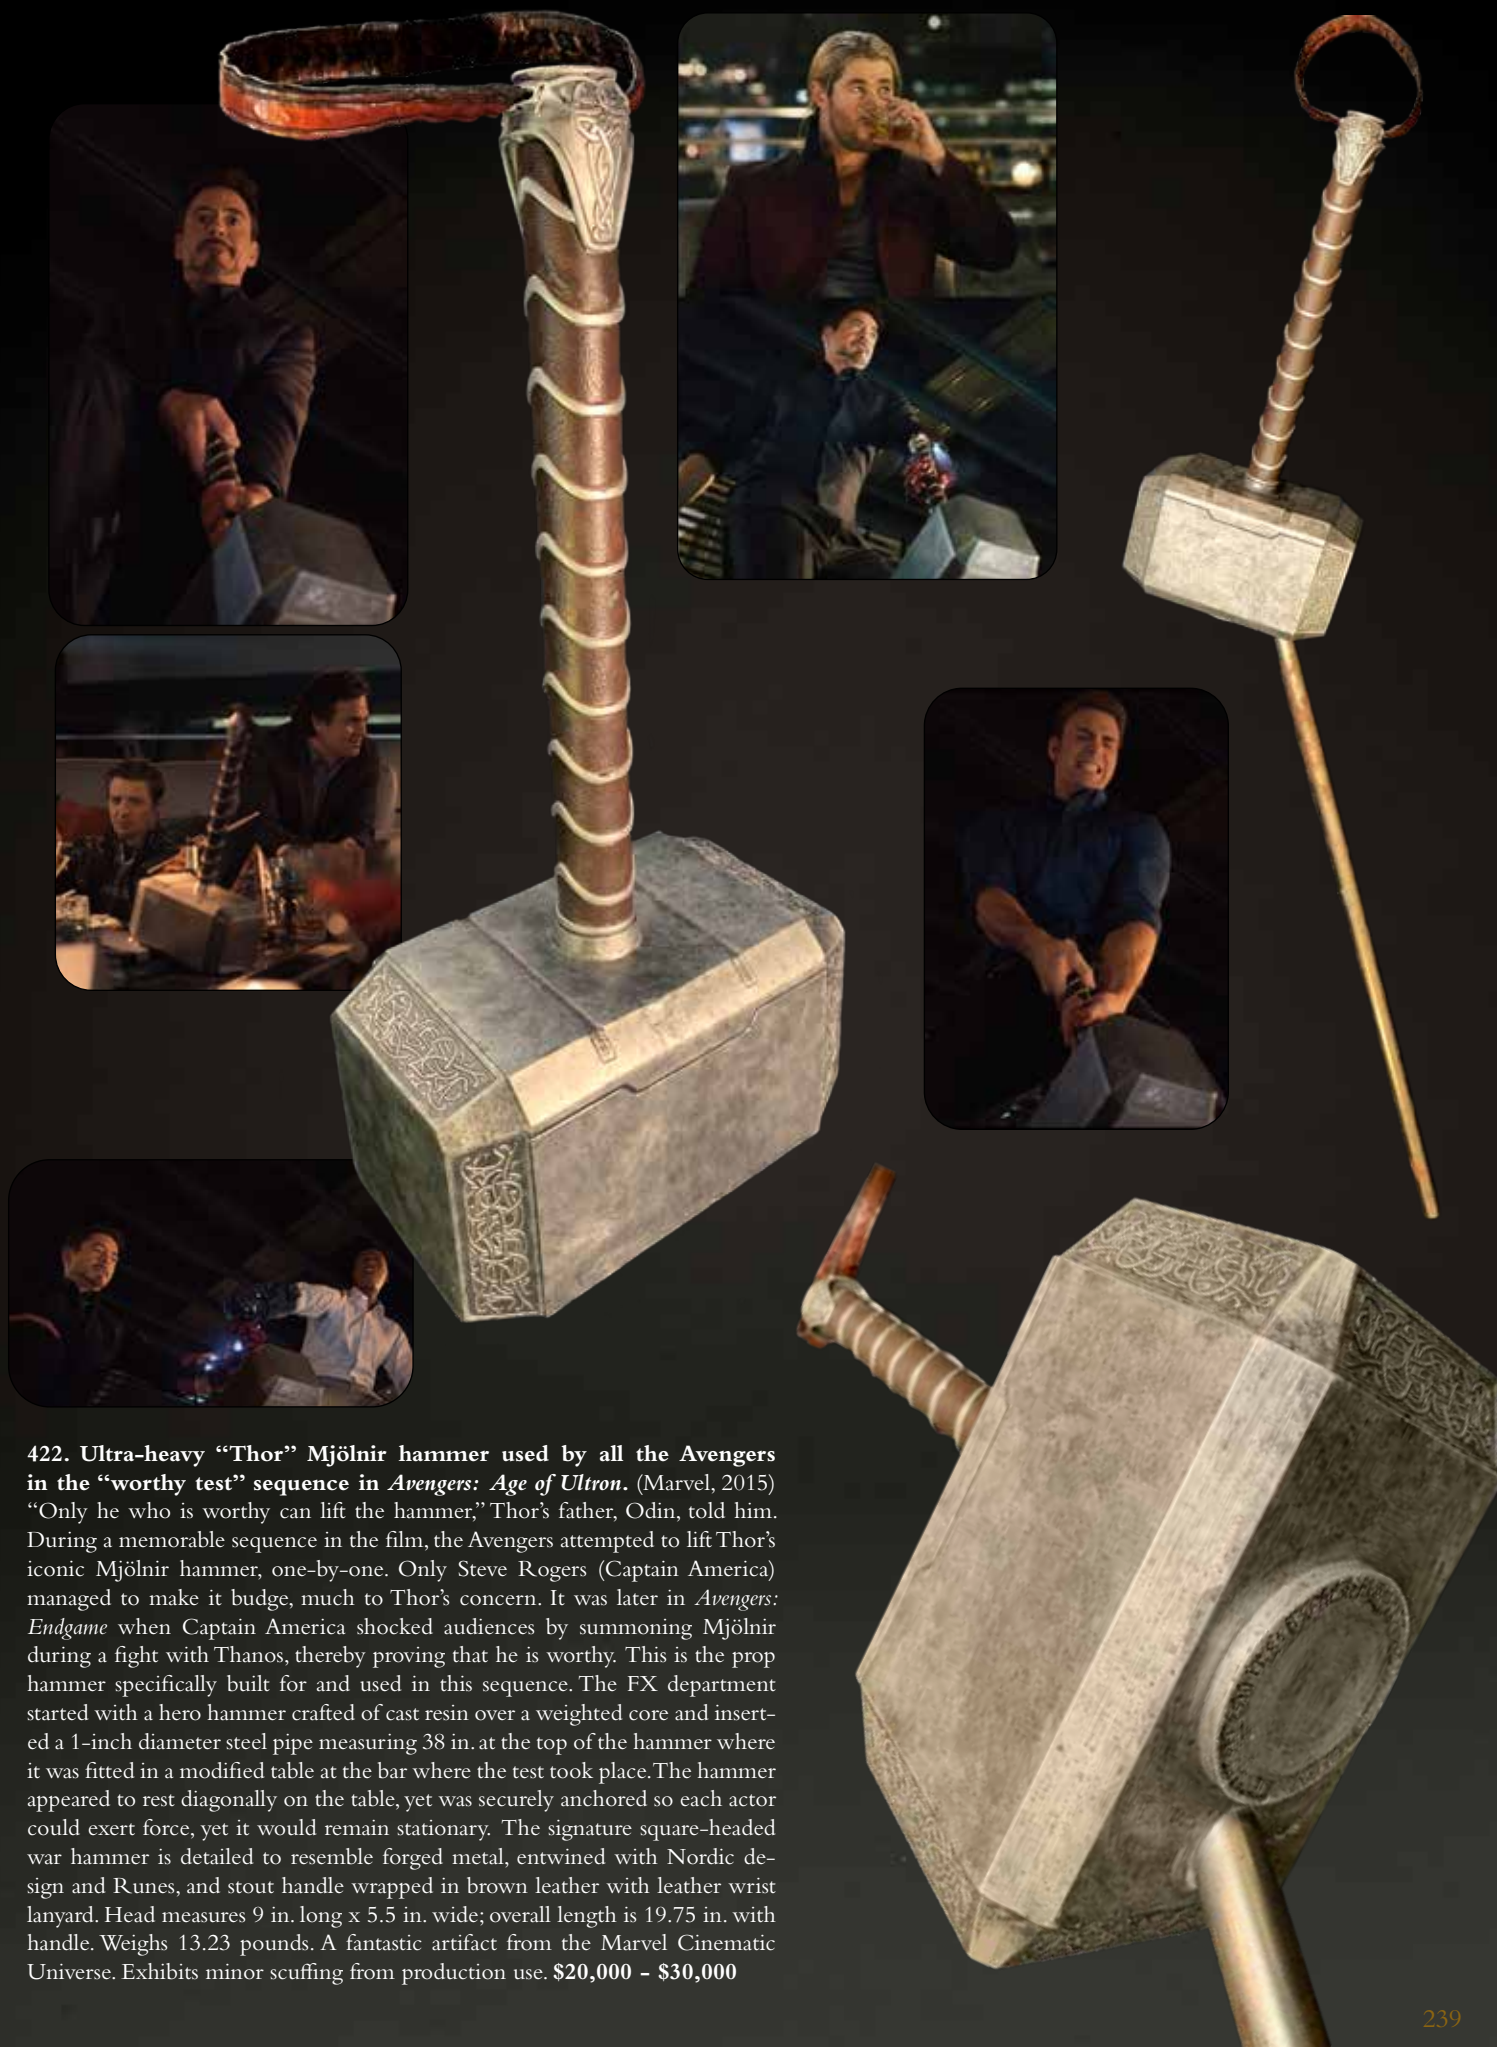 422. Ultra-heavy “Thor” Mjölnir hammer used by all the Avengers
in the “worthy test” sequence in Avengers: Age of Ultron. (Marvel, 2015)
“Only he who is worthy can lift the hammer,” Thor’s father, Odin, told him.
During a memorable sequence in the film, the Avengers attempted to lift Thor’s
iconic Mjölnir hammer, one-by-one. Only Steve Rogers (Captain America)
managed to make it budge, much to Thor’s concern. It was later in Avengers:
Endgame when Captain America shocked audiences by summoning Mjölnir
during a fight with Thanos, thereby proving that he is worthy. This is the prop
hammer specifically built for and used in this sequence. The FX department
started with a hero hammer crafted of cast resin over a weighted core and insert-
ed a 1-inch diameter steel pipe measuring 38 in. at the top of the hammer where
it was fitted in a modified table at the bar where the test took place. The hammer
appeared to rest diagonally on the table, yet was securely anchored so each actor
could exert force, yet it would remain stationary. The signature square-headed
war hammer is detailed to resemble forged metal, entwined with Nordic de-
sign and Runes, and stout handle wrapped in brown leather with leather wrist
lanyard. Head measures 9 in. long x 5.5 in. wide; overall length is 19.75 in. with
handle. Weighs 13.23 pounds. A fantastic artifact from the Marvel Cinematic
Universe. Exhibits minor scuffing from production use. $20,000 - $30,000
239